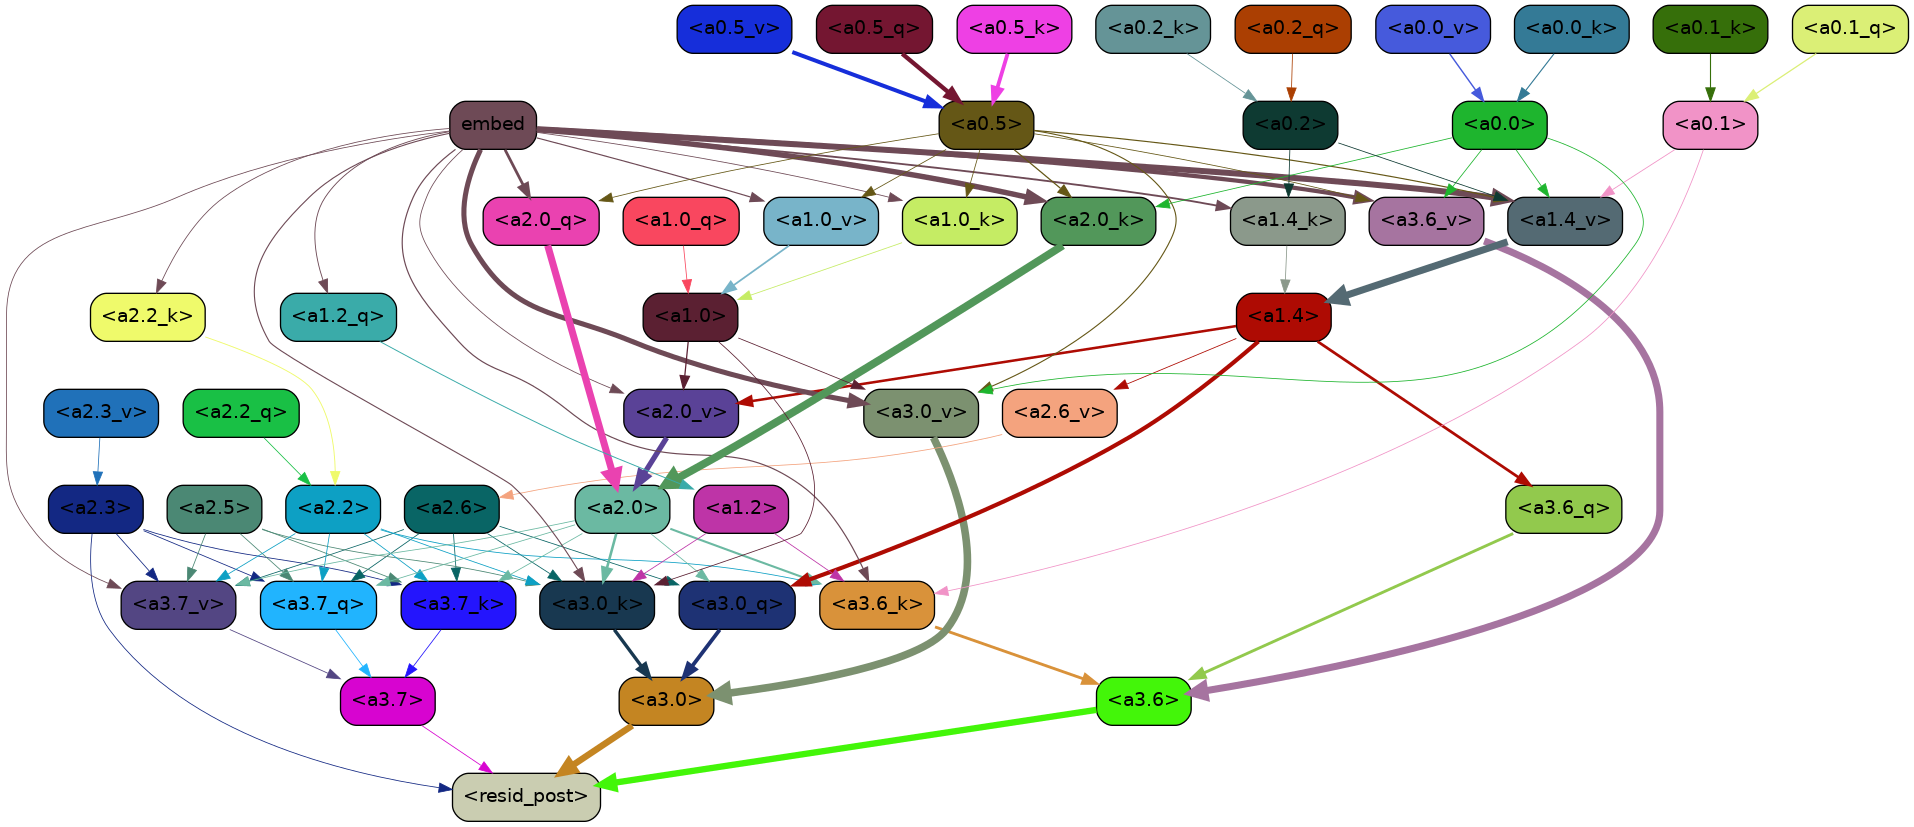 <a0.5_v> <a0.5_q> <a0.5_k> <a0.2_k> <a0.2_q> <a0.0_v> <a0.0_k> <a0.1_k> <a0.1_q>
embed <a0.5> <a0.2> <a0.0> <a0.1>
<a2.0_q> <a1.0_q> <a1.0_v> <a1.0_k> <a2.0_k> <a1.4_k> <a3.6_v> <a1.4_v>
<a2.2_k> <a1.2_q> <a1.0> <a1.4>
<a2.3_v> <a2.2_q> <a2.0_v> <a3.0_v> <a2.6_v>
<a2.3> <a2.5> <a2.2> <a2.6> <a2.0> <a1.2> <a3.6_q>
<a3.7_v> <a3.7_q> <a3.7_k> <a3.0_k> <a3.0_q> <a3.6_k>
<a3.7> <a3.0> <a3.6>
<resid_post>